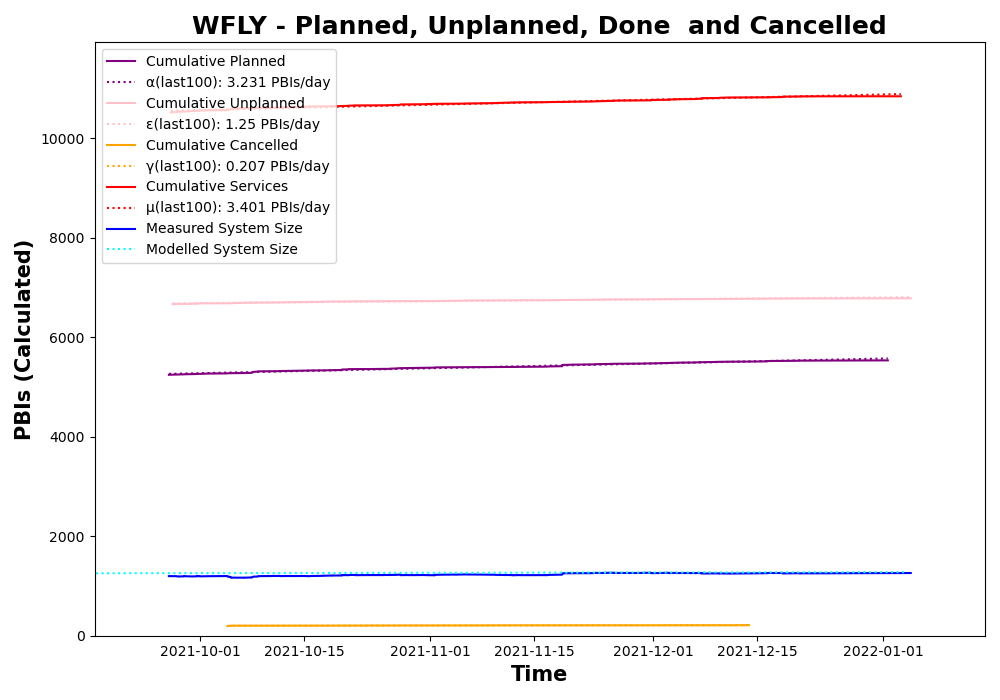 WFLY - Planned, Unplanned, Done  and Cancelled
Cumulative Planned
α(last100): 3.231 PBIs/day
Cumulative Unplanned
ε(last100): 1.25 PBIs/day
Cumulative Cancelled
γ(last100): 0.207 PBIs/day
Cumulative Services
μ(last100): 3.401 PBIs/day
Measured System Size
Modelled System Size
PBIs (Calculated)
10000
8000
6000
4000
2000
0
2021-10-01
2021-10-15
2021-11-01
2021-11-15
2021-12-01
2021-12-15
2022-01-01
Time